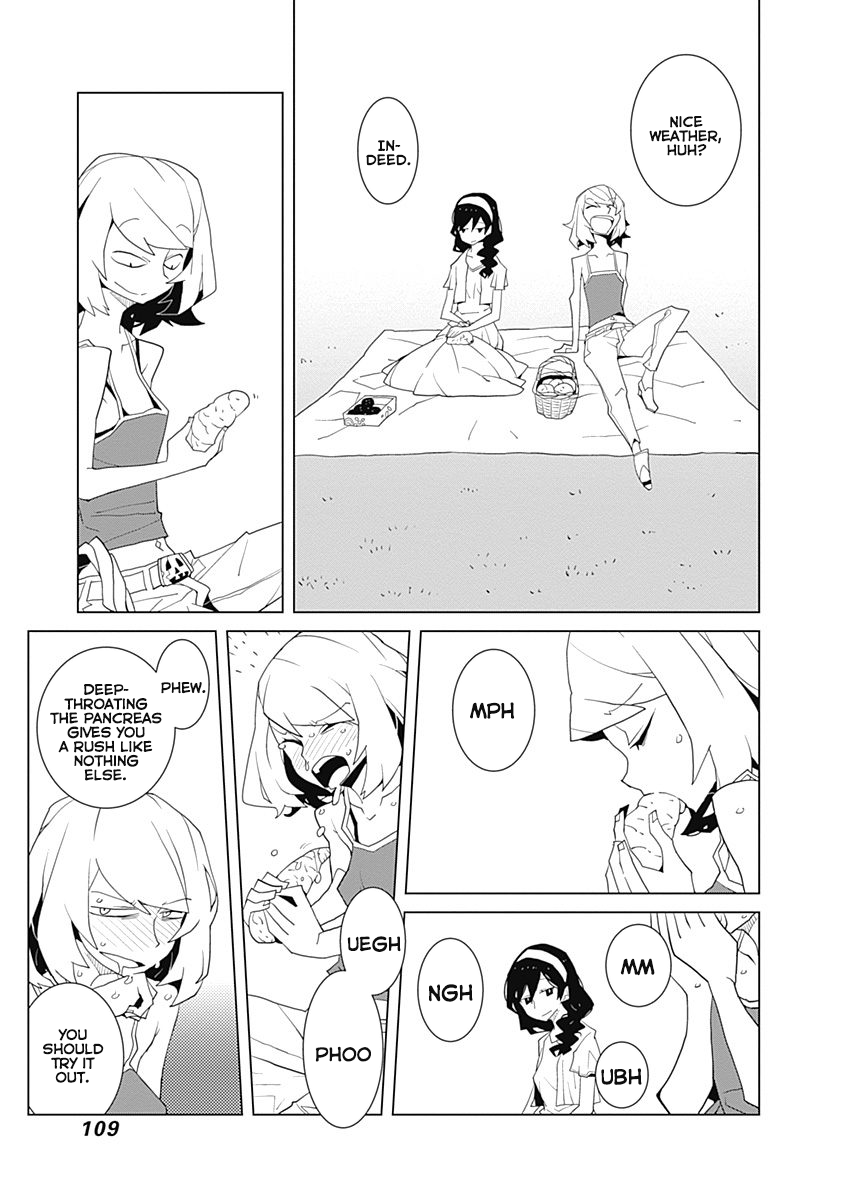 NICE
WEATHER,
HUH?
IN-
DEED.
MPH
MM
UBH
NGH
UEGH
PHOO
PHEW.
DEEP-
THROATING
THE PANCREAS
GIVES YOU
A RUSH LIKE
NOTHING
ELSE.
YOU
SHOULD
TRY IT
OUT.
109